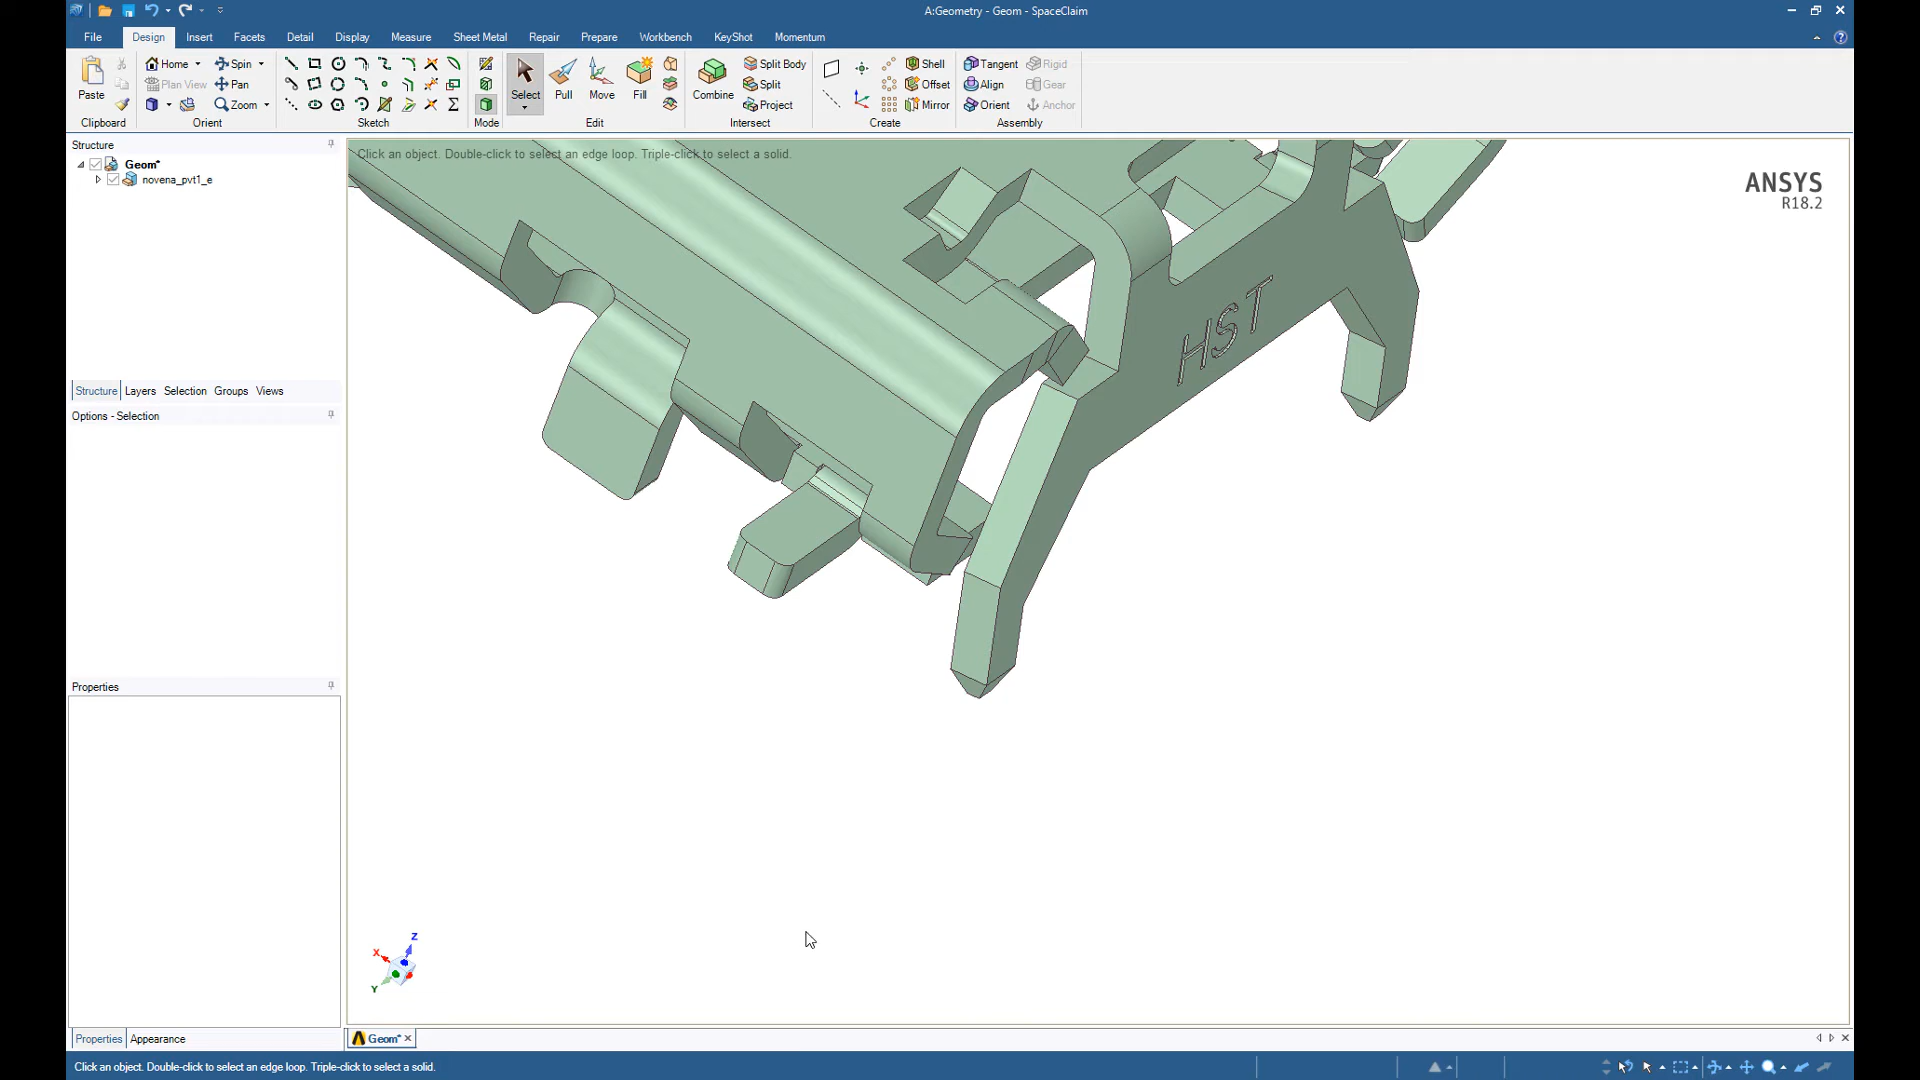 A:Geometry - Geom - SpaceClaim
File Design Insert Facets Detail Display Measure Sheet Metal Repair Prepare Workbench KeyShot Momentum
Paste
Home Spin
Plan View Pan
Zoom
Select Pull Move Fill
Combine
Split Body
Split
Project
Shell
Offset
Mirror
Tangent Rigid
Align Gear
Orient Anchor
Clipboard Orient Sketch Mode Edit Intersect Create Assembly
Structure
Geom*
novena_pvt1_e
Structure Layers Selection Groups Views
Options - Selection
Properties
Properties Appearance
Click an object. Double-click to select an edge loop. Triple-click to select a solid.
ANSYS
R18.2
HST
Z
X
Y
Geom*
Click an object. Double-click to select an edge loop. Triple-click to select a solid.